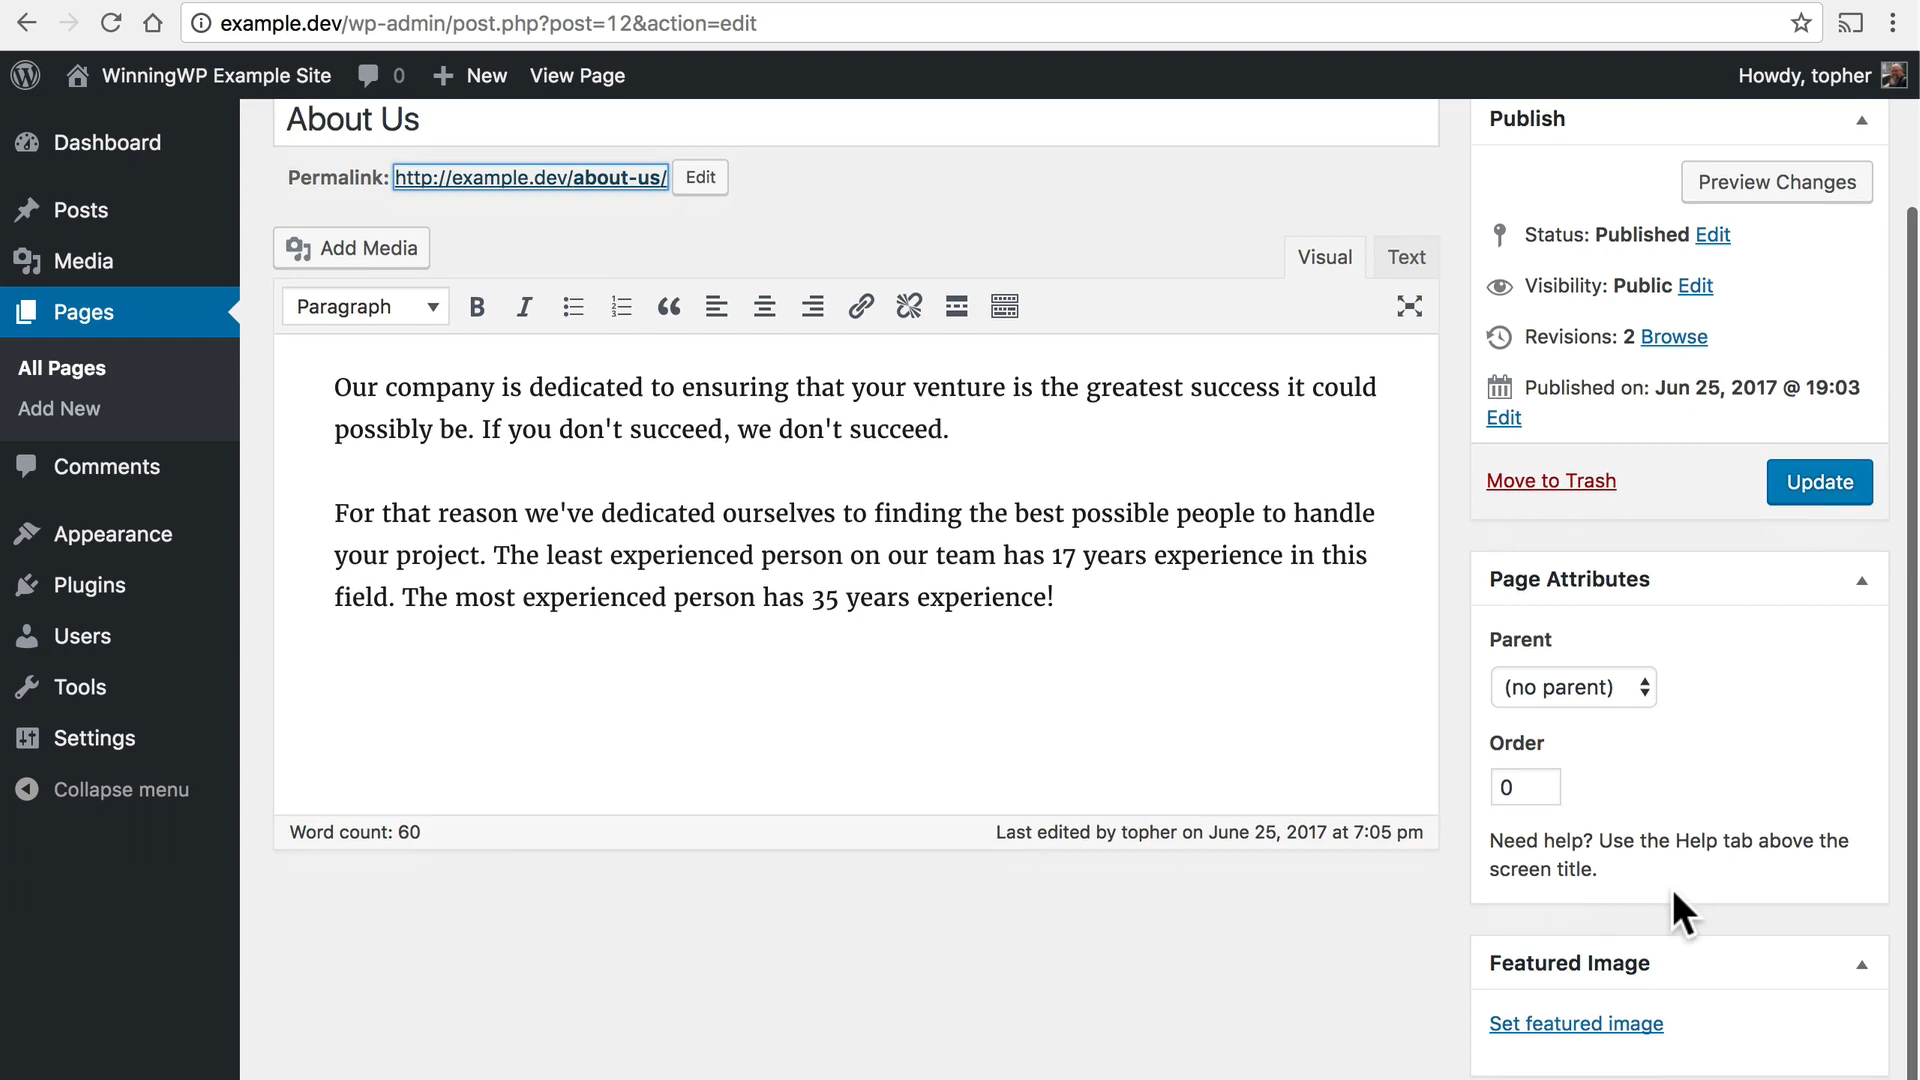 example.dev/wp-admin/post.php?post=12&action=edit
WinningWP Example Site
0
New
View Page
Howdy, topher
Dashboard
Posts
Media
Pages
All Pages
Add New
Comments
Appearance
Plugins
Users
Tools
Settings
Collapse menu
About Us
Permalink: http://example.dev/about-us/ Edit
Add Media
Visual
Text
Paragraph
Our company is dedicated to ensuring that your venture is the greatest success it could
possibly be. If you don't succeed, we don't succeed.
For that reason we've dedicated ourselves to finding the best possible people to handle
your project. The least experienced person on our team has 17 years experience in this
field. The most experienced person has 35 years experience!
Word count: 60
Last edited by topher on June 25, 2017 at 7:05 pm
Publish
Preview Changes
Status: Published Edit
Visibility: Public Edit
Revisions: 2 Browse
Published on: Jun 25, 2017 @ 19:03
Edit
Move to Trash
Update
Page Attributes
Parent
(no parent)
Order
0
Need help? Use the Help tab above the
screen title.
Featured Image
Set featured image